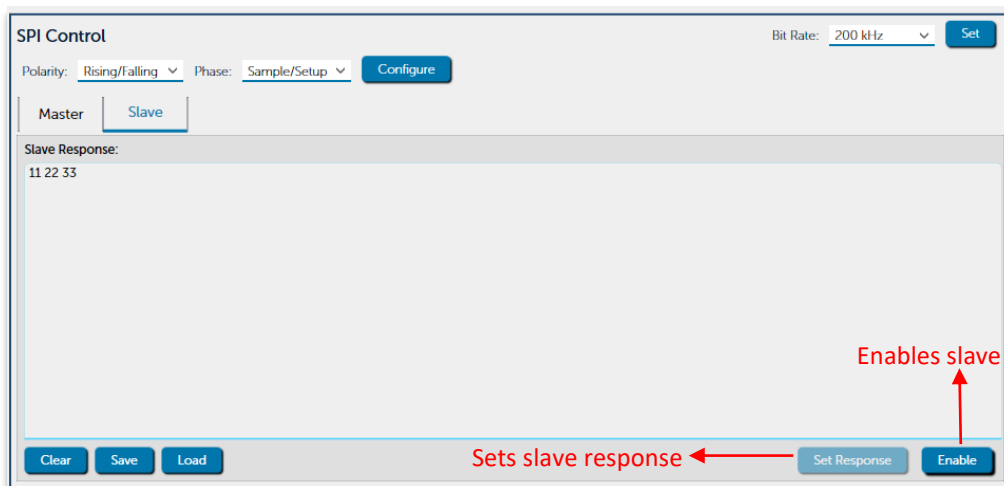 SPI Control
Bit Rate: 200 kHz Set
Polarity: Rising/Falling Phase: Sample/Setup Configure
Master Slave
Slave Response:
11 22 33
Enables slave
Clear Save Load Sets slave response Set Response Enable